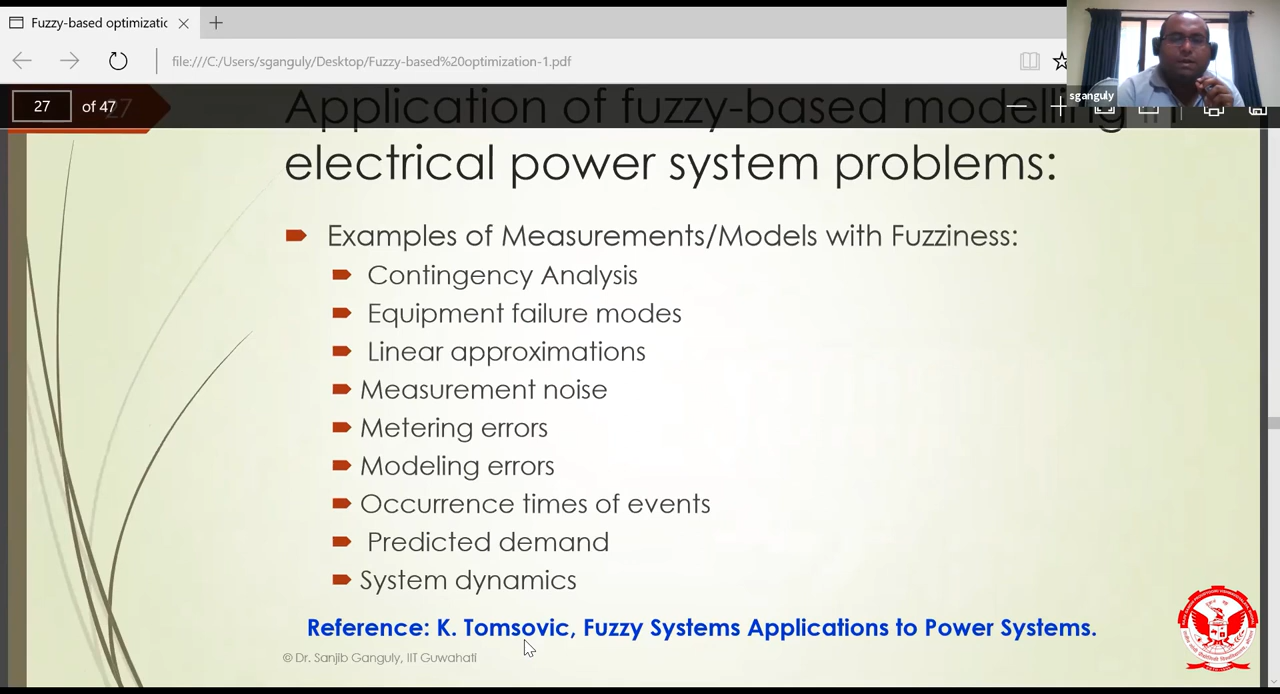 Fuzzy-based optimizatic
file:///C:/Users/sganguly/Desktop/Fuzzy-based%20optimization-1.pdf
sganguly
27 of 47
27
Application of fuzzy-based modelling in
electrical power system problems:
Examples of Measurements/Models with Fuzziness:
Contingency Analysis
Equipment failure modes
Linear approximations
Measurement noise
Metering errors
Modeling errors
Occurrence times of events
Predicted demand
System dynamics
Reference: K. Tomsovic, Fuzzy Systems Applications to Power Systems.
© Dr. Sanjib Ganguly, IIT Guwahati